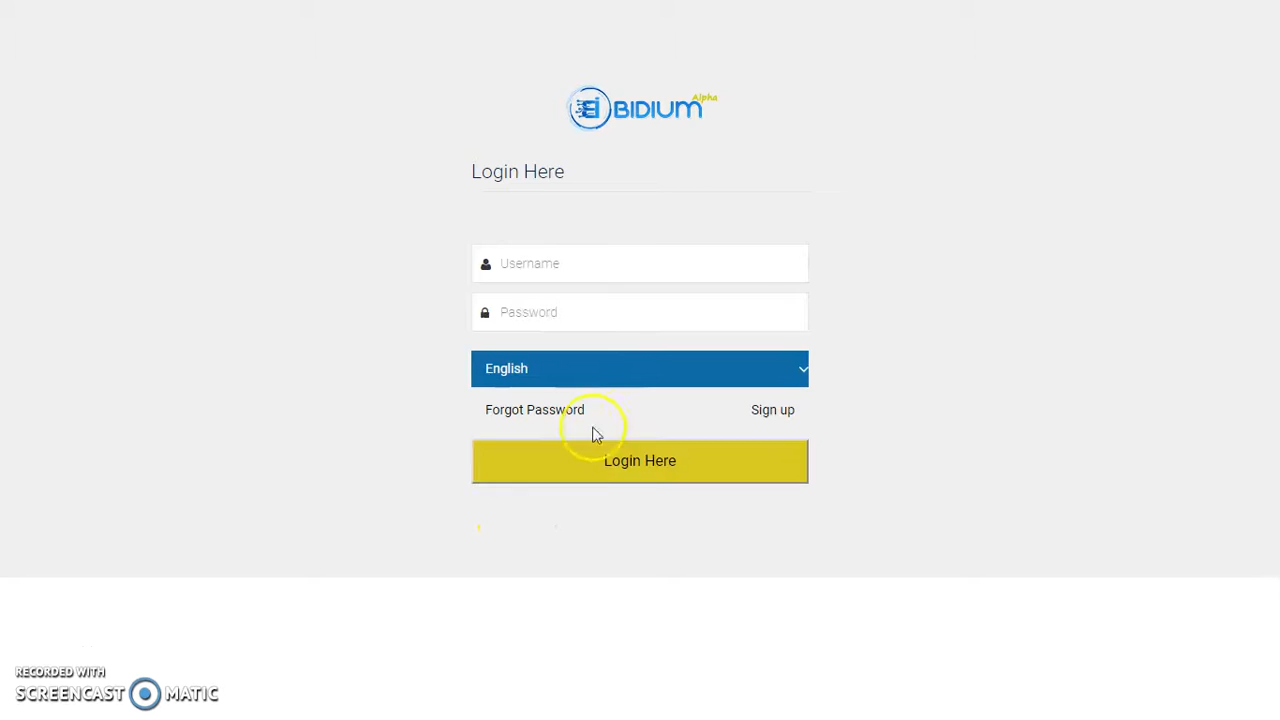 BIDIUM Alpha
Login Here
Username
Password
English
Forgot Password
Sign up
Login Here
RECORDED WITH
SCREENCAST MATIC